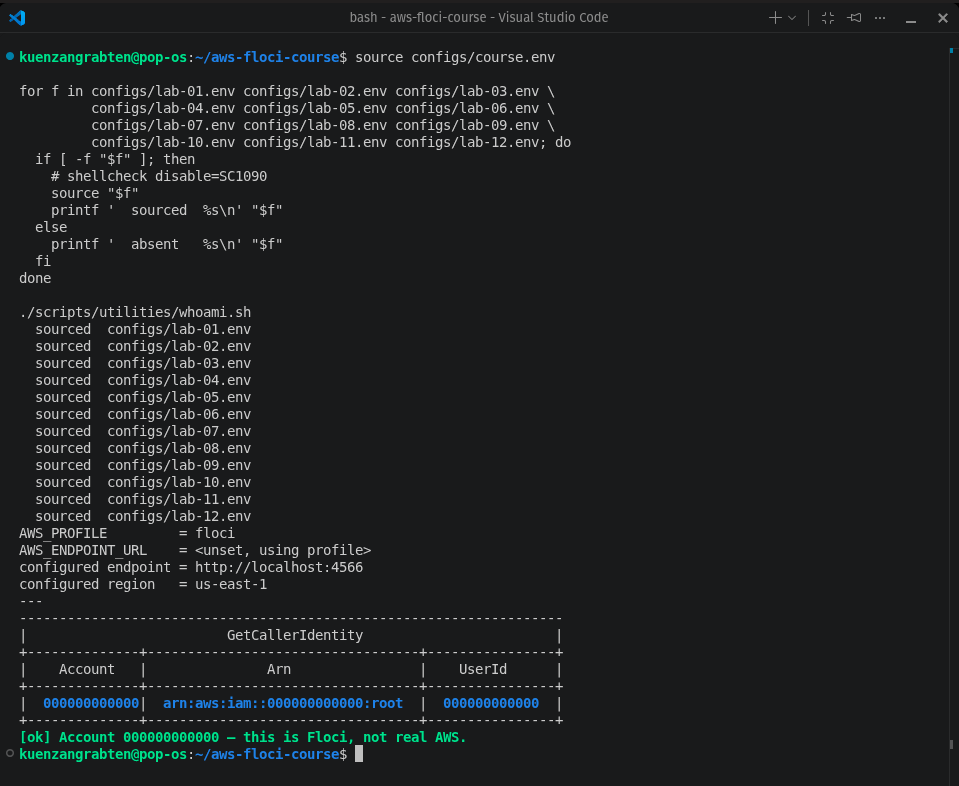 bash - aws-floci-course - Visual Studio Code
kuenzangrabten@pop-os:~/aws-floci-course$ source configs/course.env

for f in configs/lab-01.env configs/lab-02.env configs/lab-03.env \
         configs/lab-04.env configs/lab-05.env configs/lab-06.env \
         configs/lab-07.env configs/lab-08.env configs/lab-09.env \
         configs/lab-10.env configs/lab-11.env configs/lab-12.env; do
  if [ -f "$f" ]; then
    # shellcheck disable=SC1090
    source "$f"
    printf '  sourced  %s\n' "$f"
  else
    printf '  absent   %s\n' "$f"
  fi
done

./scripts/utilities/whoami.sh
  sourced  configs/lab-01.env
  sourced  configs/lab-02.env
  sourced  configs/lab-03.env
  sourced  configs/lab-04.env
  sourced  configs/lab-05.env
  sourced  configs/lab-06.env
  sourced  configs/lab-07.env
  sourced  configs/lab-08.env
  sourced  configs/lab-09.env
  sourced  configs/lab-10.env
  sourced  configs/lab-11.env
  sourced  configs/lab-12.env
AWS_PROFILE         = floci
AWS_ENDPOINT_URL    = <unset, using profile>
configured endpoint = http://localhost:4566
configured region   = us-east-1
---
--------------------------------------------------------------------
|                         GetCallerIdentity                        |
+--------------+----------------------------------+----------------+
|    Account   |               Arn                |    UserId      |
+--------------+----------------------------------+----------------+
|  000000000000|  arn:aws:iam::000000000000:root  |  000000000000  |
+--------------+----------------------------------+----------------+
[ok] Account 000000000000 — this is Floci, not real AWS.
kuenzangrabten@pop-os:~/aws-floci-course$